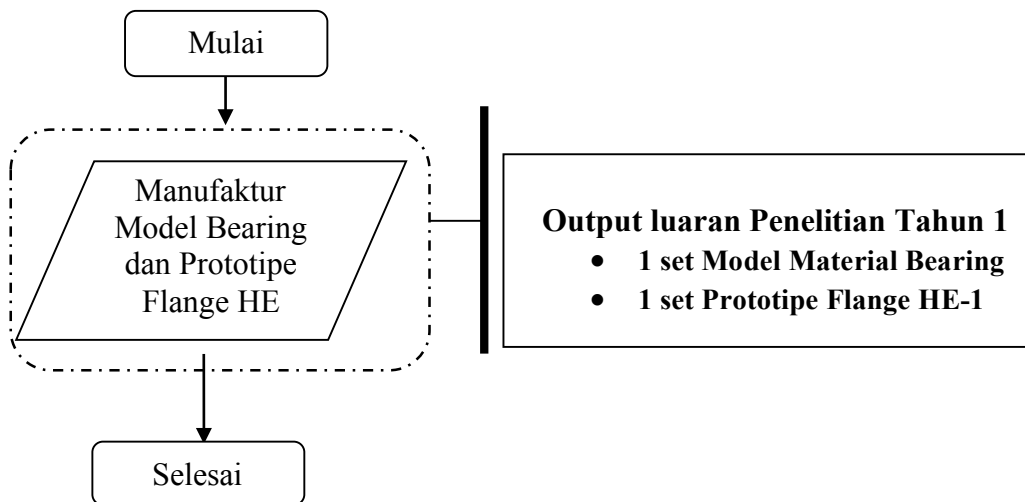 Mulai
Manufaktur
Model Bearing
dan Prototipe
Flange HE
Output luaran Penelitian Tahun 1
• 1 set Model Material Bearing
• 1 set Prototipe Flange HE-1
Selesai